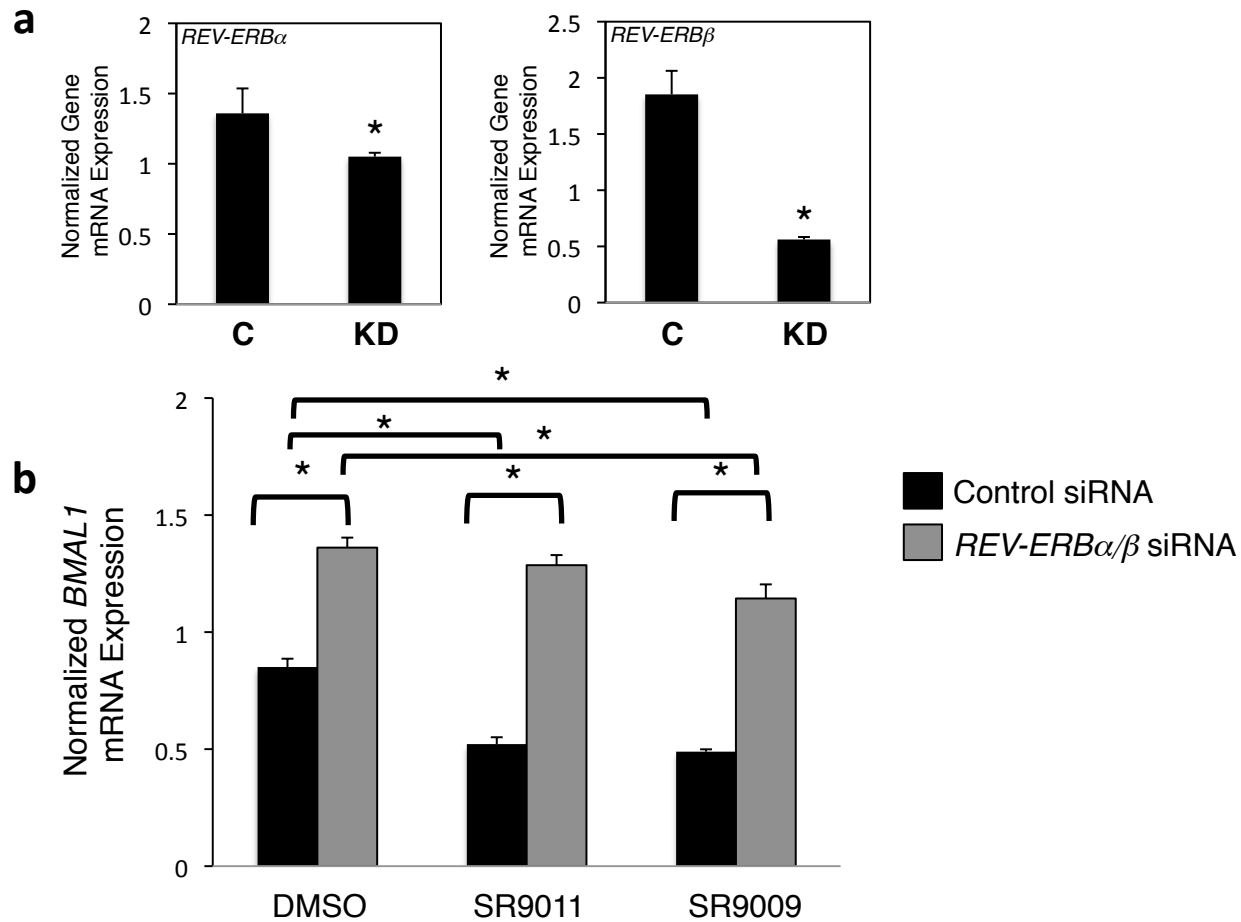 a
REV-ERBα
Normalized Gene
mRNA Expression
2
1.5
1
0.5
0
*
C KD
REV-ERBβ
Normalized Gene
mRNA Expression
2.5
2
1.5
1
0.5
0
*
C KD
b
Normalized BMAL1
mRNA Expression
2
1.5
1
0.5
0
*
*
*
*
*
*
DMSO SR9011 SR9009
Control siRNA
REV-ERBα/β siRNA